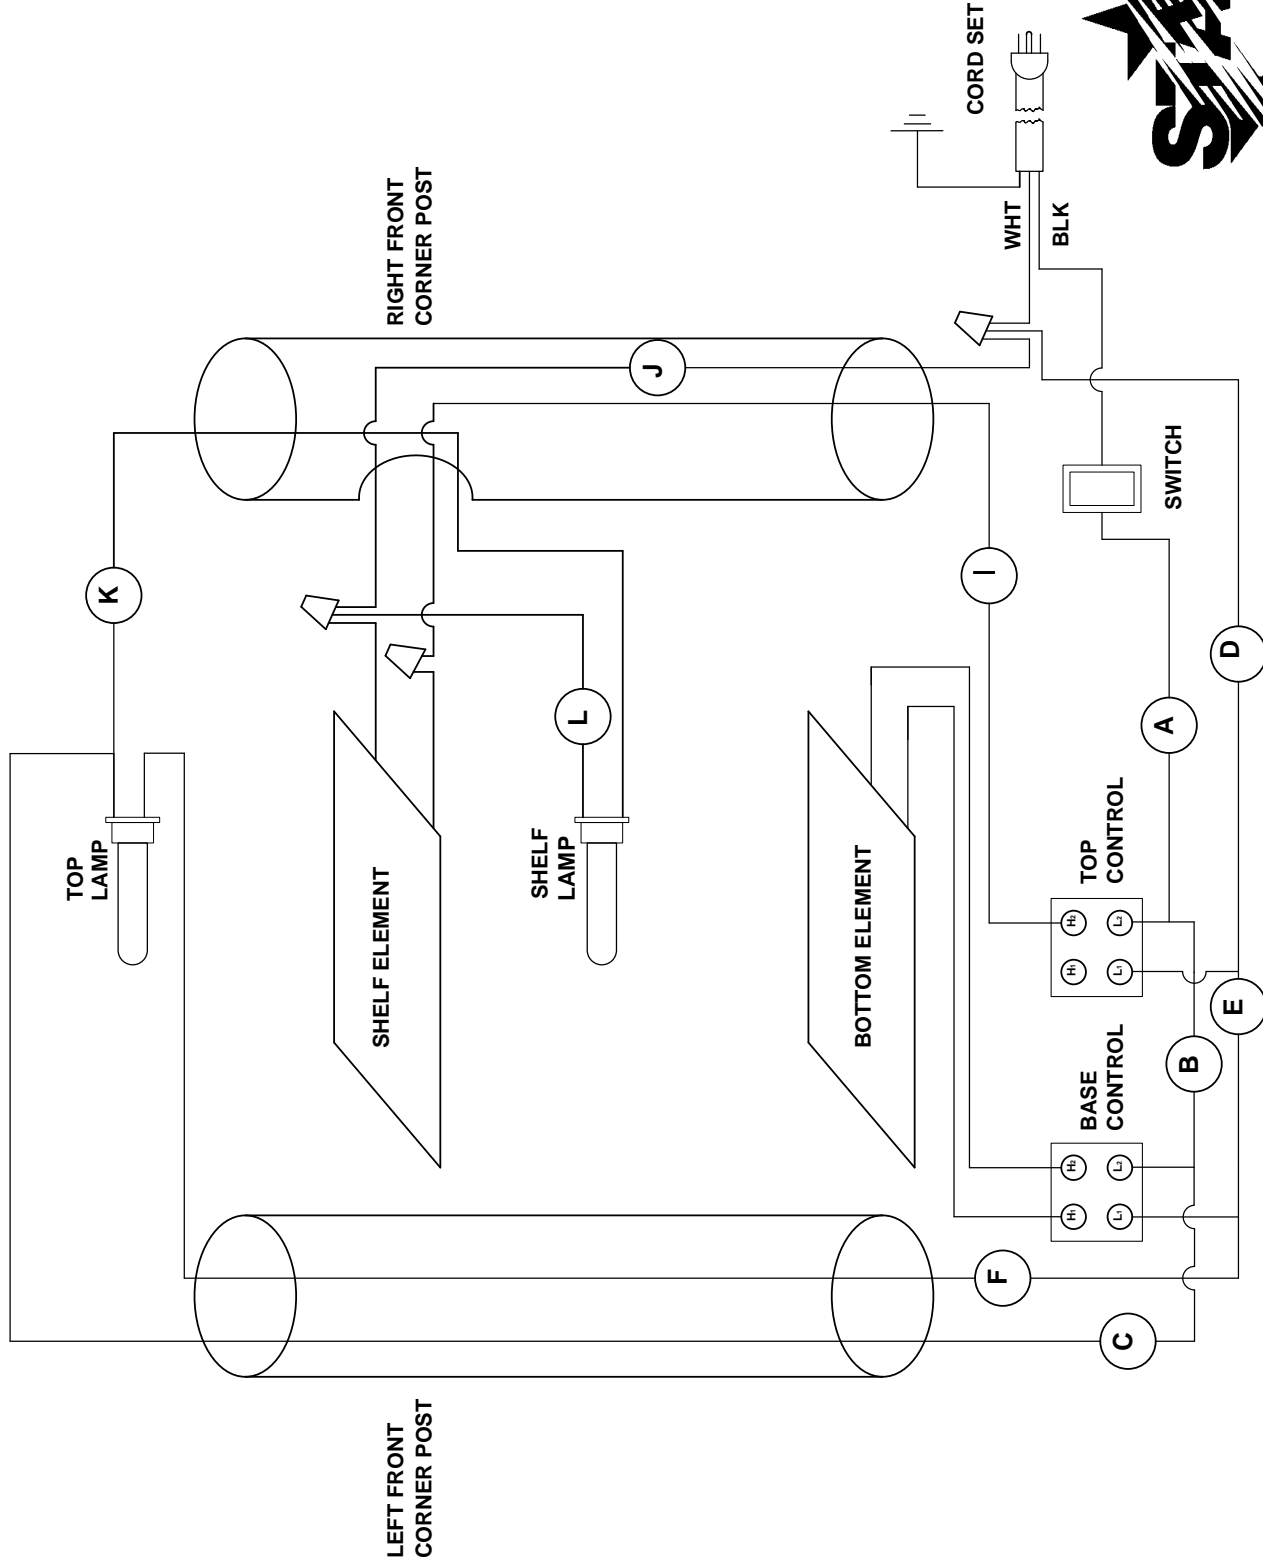 CORD SET
RIGHT FRONT
CORNER POST
WHT
BLK
SWITCH
K
J
I
L
D
A
TOP
LAMP
SHELF ELEMENT
SHELF
LAMP
BOTTOM ELEMENT
TOP
CONTROL
H1
H2
L1
L2
E
B
BASE
CONTROL
H1
H2
L1
L2
F
C
LEFT FRONT
CORNER POST